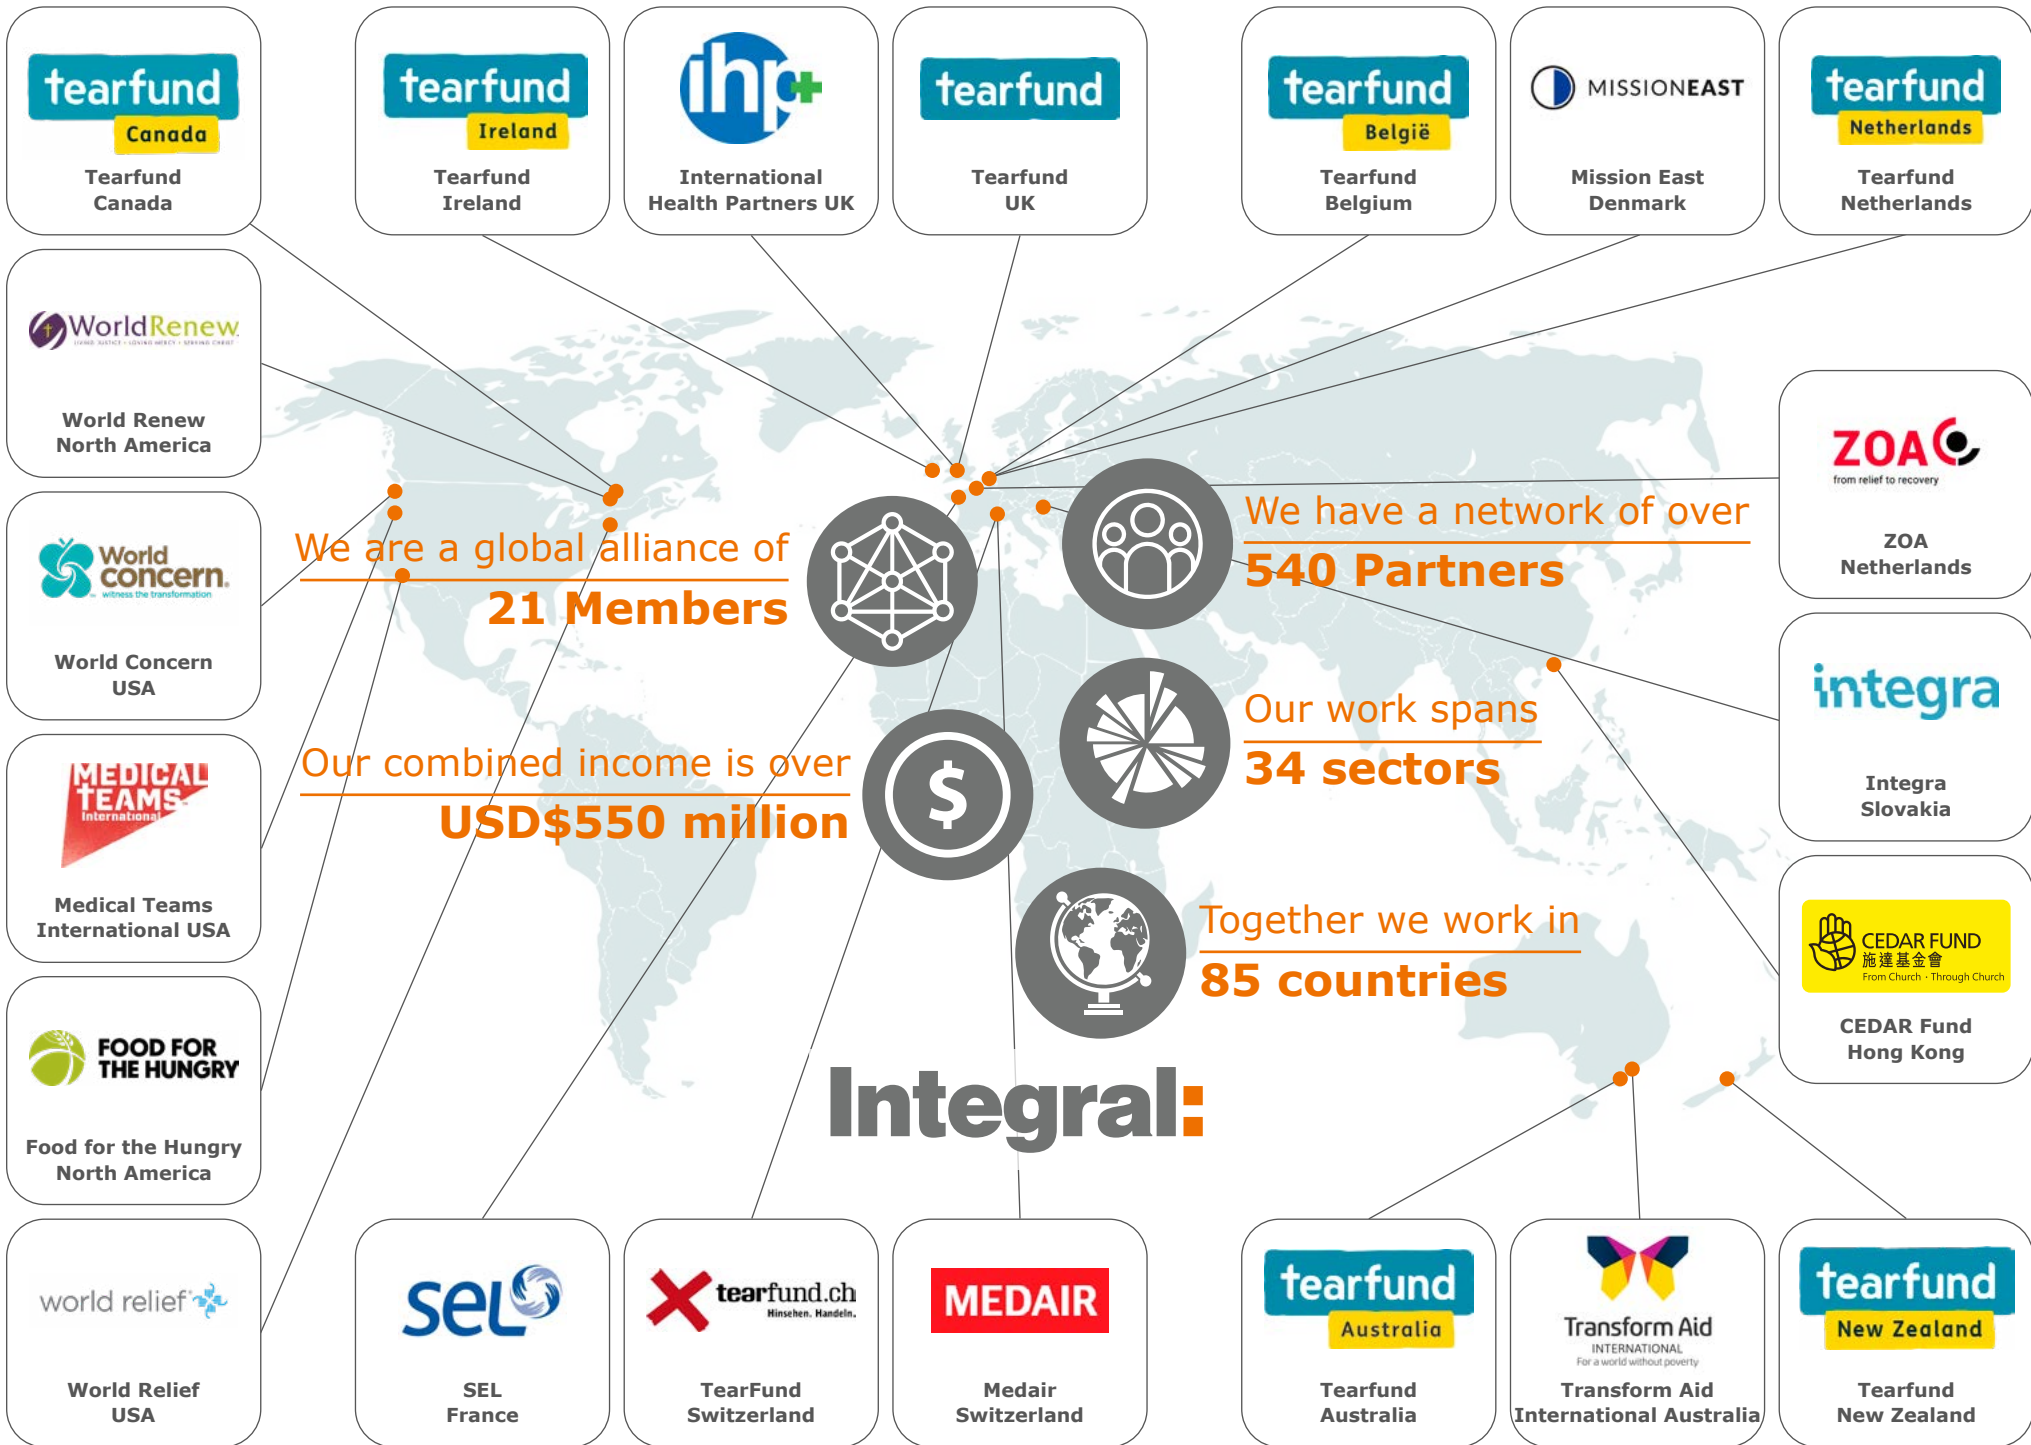 tearfund
Canada
Tearfund
Canada
tearfund
Ireland
Tearfund
Ireland
ihp
International
Health Partners UK
tearfund
Tearfund
UK
tearfund
België
Tearfund
Belgium
MISSIONEAST
Mission East
Denmark
tearfund
Netherlands
Tearfund
Netherlands
WorldRenew
LIVING JUSTICE • LOVING MERCY • SERVING CHRIST
World Renew
North America
World
concern.
witness the transformation
World Concern
USA
MEDICAL
TEAMS
International
Medical Teams
International USA
FOOD FOR
THE HUNGRY
Food for the Hungry
North America
world relief
World Relief
USA
We are a global alliance of
21 Members
We have a network of over
540 Partners
Our combined income is over
USD$550 million
$
Our work spans
34 sectors
Together we work in
85 countries
Integral:
ZOA
from relief to recovery
ZOA
Netherlands
integra
Integra
Slovakia
CEDAR FUND
施達基金會
From Church · Through Church
CEDAR Fund
Hong Kong
SEL
SEL
France
tearfund.ch
Hinsehen. Handeln.
TearFund
Switzerland
MEDAIR
Medair
Switzerland
tearfund
Australia
Tearfund
Australia
Transform Aid
INTERNATIONAL
For a world without poverty
Transform Aid
International Australia
tearfund
New Zealand
Tearfund
New Zealand